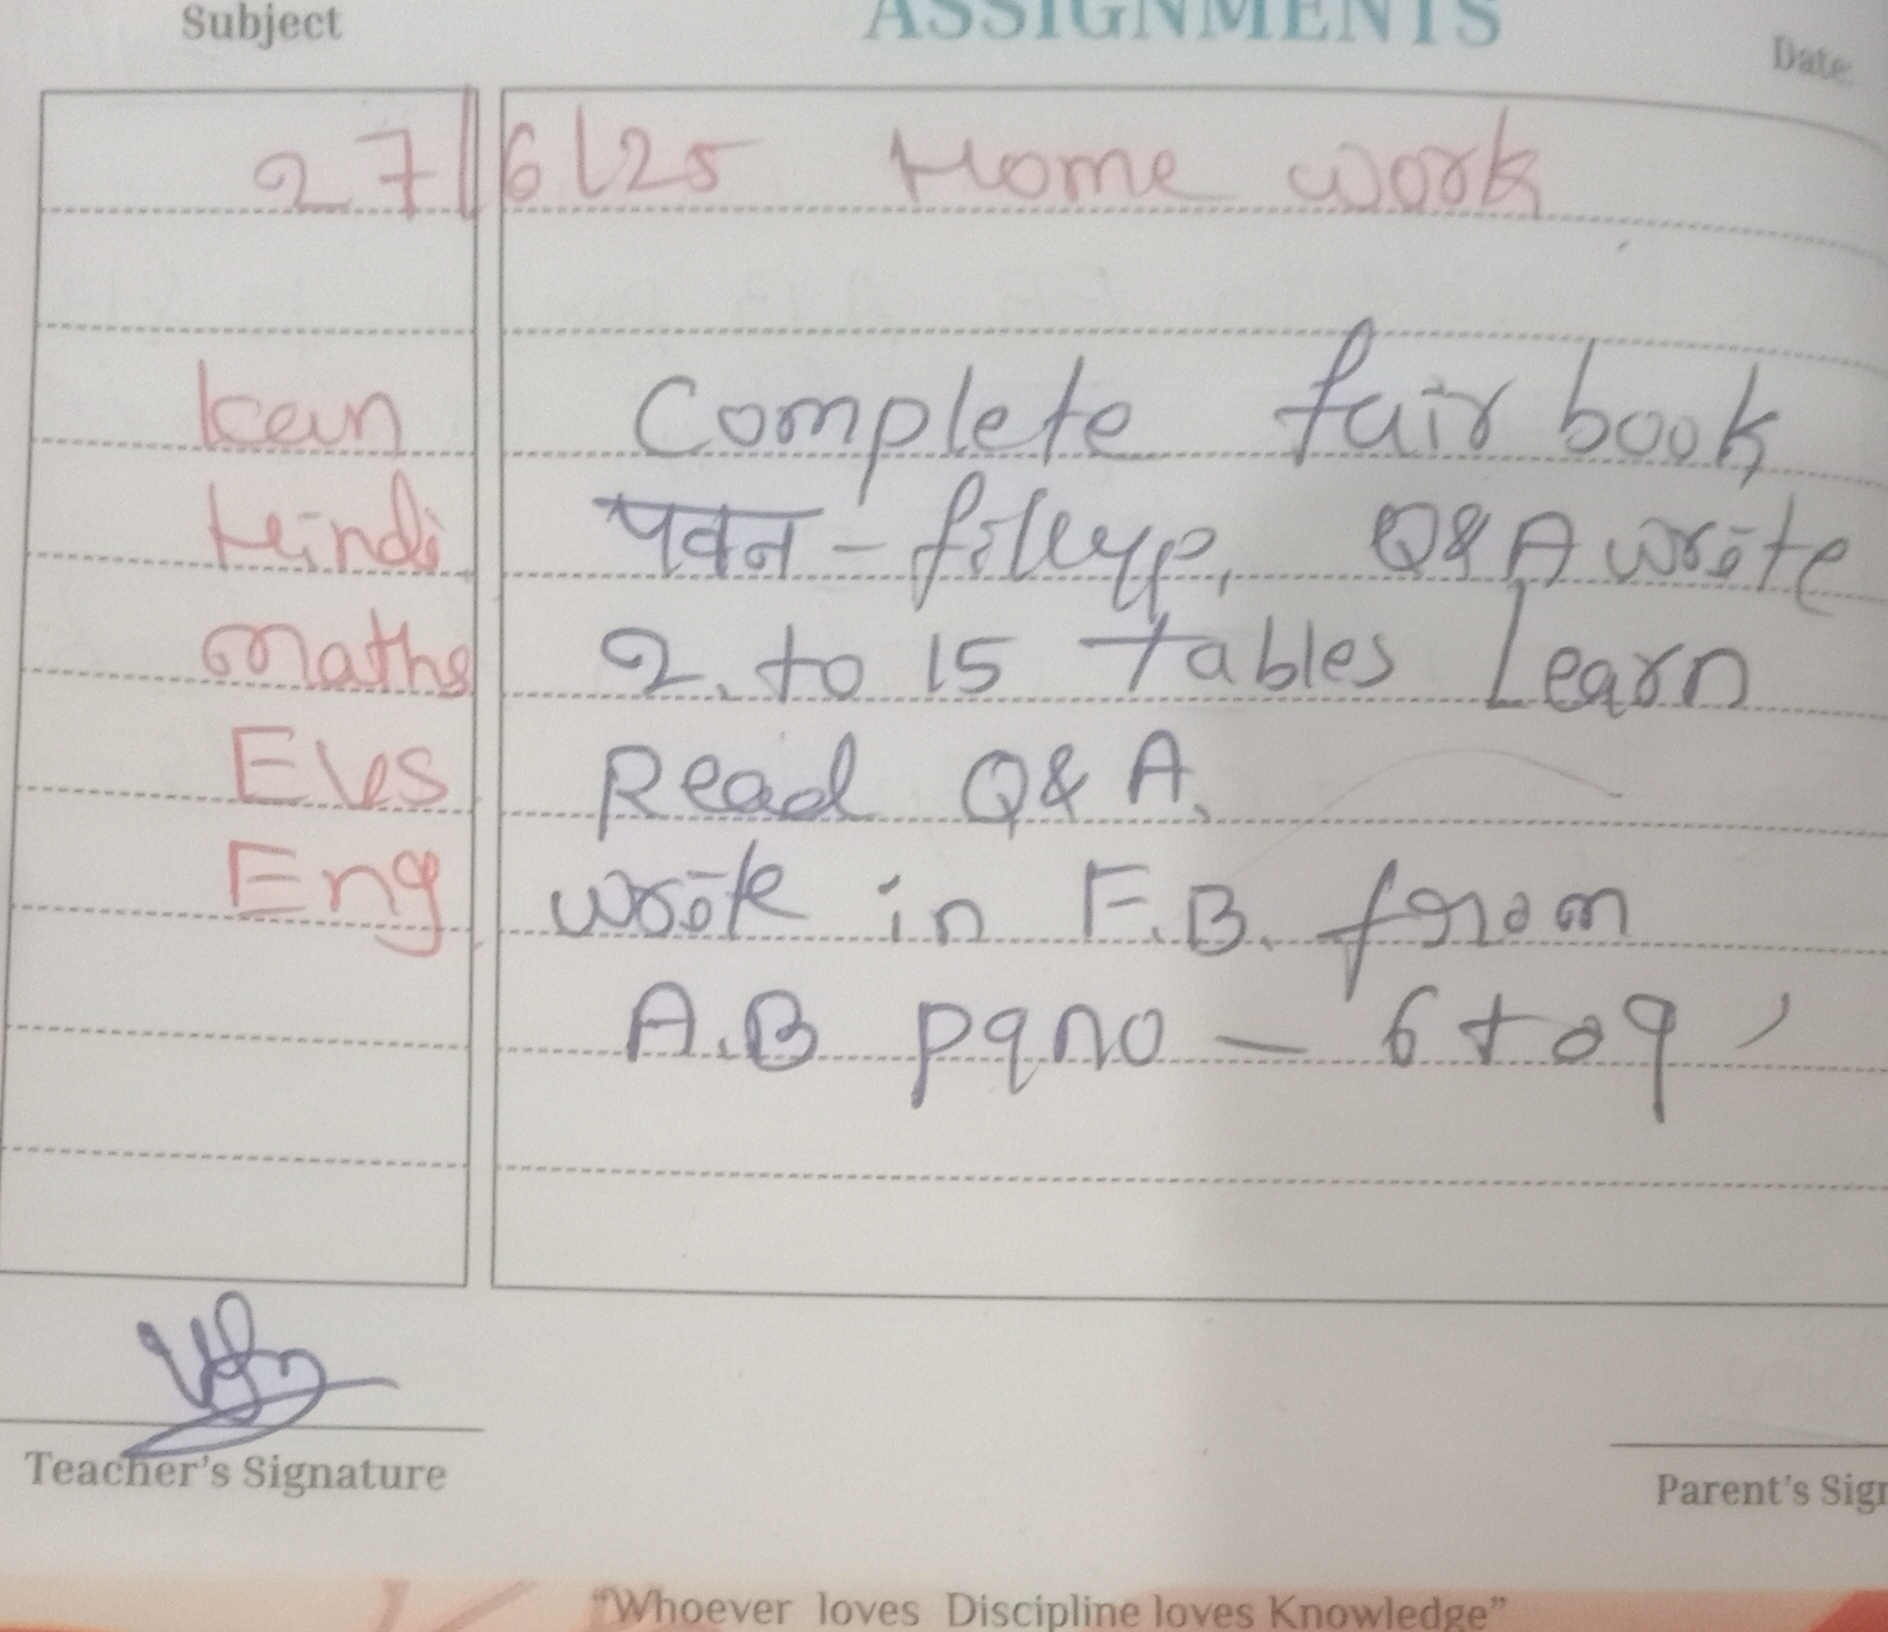 Subject ASSIGNMENTS Date:
27/6/25 Home work
Kan Complete fair book
Hindi पवन - fillup, Q & A write
Maths 2 to 15 tables Learn
EVS Read Q & A.
Eng write in F.B. from
A.B pg no - 6 to 9
Teacher's Signature Parent's Sign
"Whoever loves Discipline loves Knowledge"